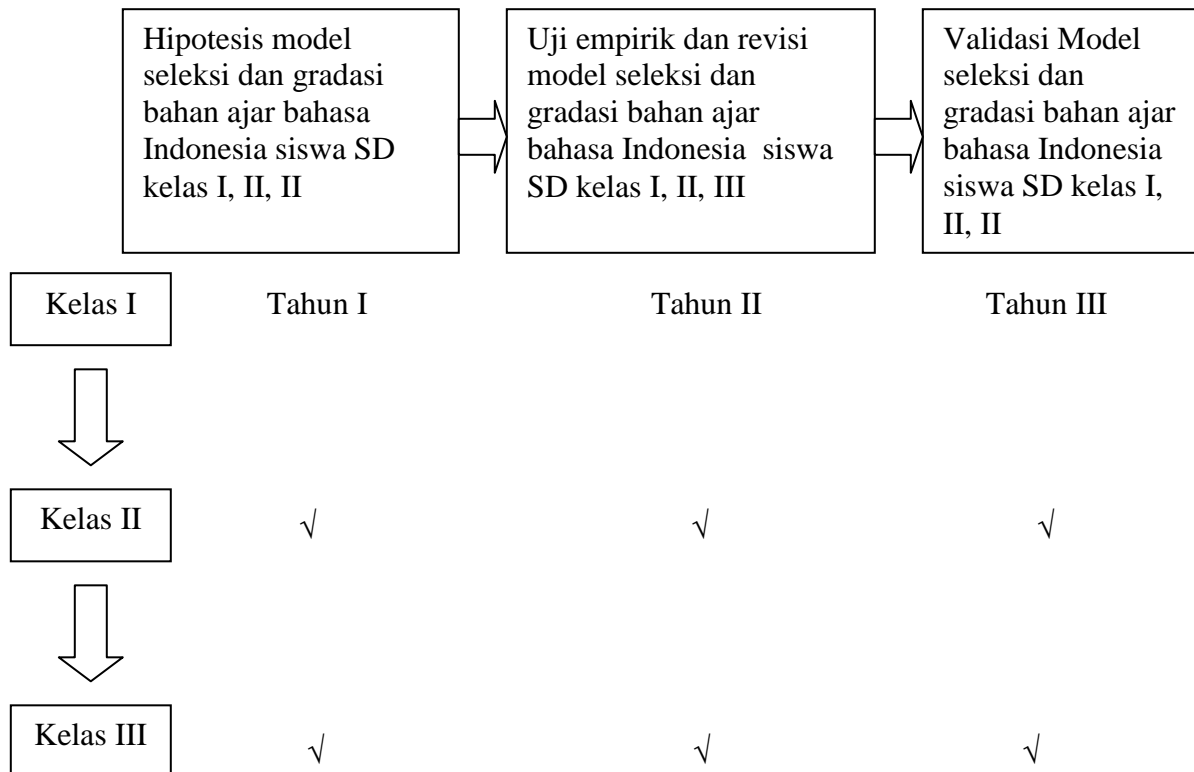 Hipotesis model
seleksi dan gradasi
bahan ajar bahasa
Indonesia siswa SD
kelas I, II, II
Uji empirik dan revisi
model seleksi dan
gradasi bahan ajar
bahasa Indonesia siswa
SD kelas I, II, III
Validasi Model
seleksi dan
gradasi bahan ajar
bahasa Indonesia
siswa SD kelas I,
II, II
Kelas I Tahun I Tahun II Tahun III
Kelas II √ √ √
Kelas III √ √ √